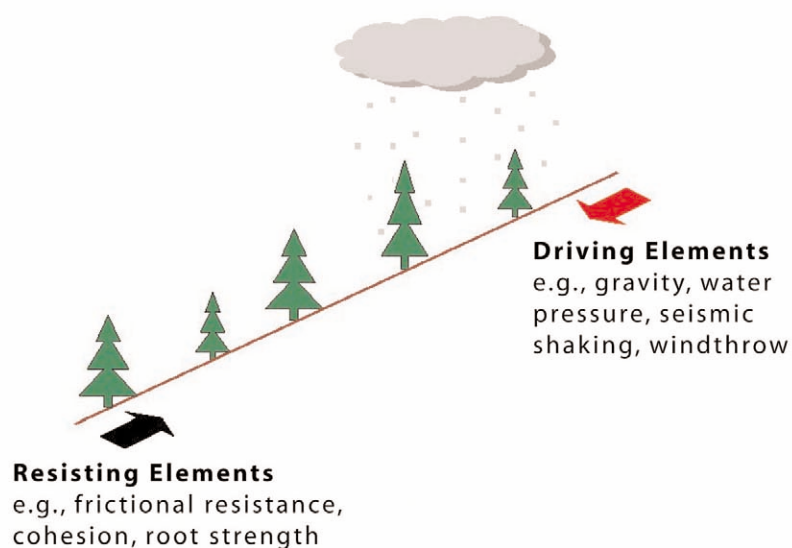 Driving Elements
e.g., gravity, water
pressure, seismic
shaking, windthrow
Resisting Elements
e.g., frictional resistance,
cohesion, root strength